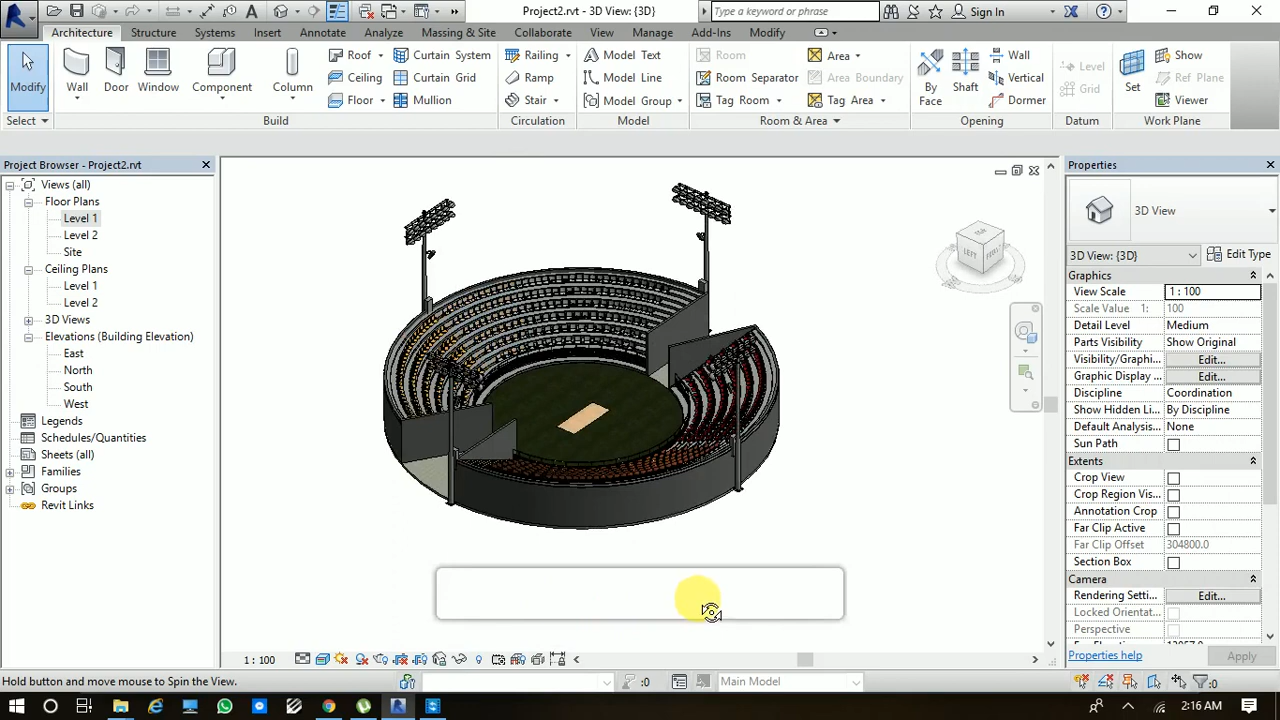 Project2.rvt - 3D View: {3D}
Type a keyword or phrase
Sign In
Architecture Structure Systems Insert Annotate Analyze Massing & Site Collaborate View Manage Add-Ins Modify
Modify
Wall
Door
Window
Component
Column
Roof
Ceiling
Floor
Curtain System
Curtain Grid
Mullion
Railing
Ramp
Stair
Model Text
Model Line
Model Group
Room
Room Separator
Tag Room
Area
Area Boundary
Tag Area
By Face
Shaft
Wall
Vertical
Dormer
Level
Grid
Set
Show
Ref Plane
Viewer
Select
Build
Circulation
Model
Room & Area
Opening
Datum
Work Plane
Project Browser - Project2.rvt
Views (all)
Floor Plans
Level 1
Level 2
Site
Ceiling Plans
Level 1
Level 2
3D Views
Elevations (Building Elevation)
East
North
South
West
Legends
Schedules/Quantities
Sheets (all)
Families
Groups
Revit Links
LEFT
Properties
3D View
3D View: {3D}
Edit Type
Graphics
View Scale 1 : 100
Scale Value 1: 100
Detail Level Medium
Parts Visibility Show Original
Visibility/Graphi... Edit...
Graphic Display ... Edit...
Discipline Coordination
Show Hidden Li... By Discipline
Default Analysis... None
Sun Path
Extents
Crop View
Crop Region Vis...
Annotation Crop
Far Clip Active
Far Clip Offset 304800.0
Section Box
Camera
Rendering Setti... Edit...
Locked Orientat...
Perspective
Properties help
Apply
1 : 100
Hold button and move mouse to Spin the View.
:0
Main Model
:0
2:16 AM